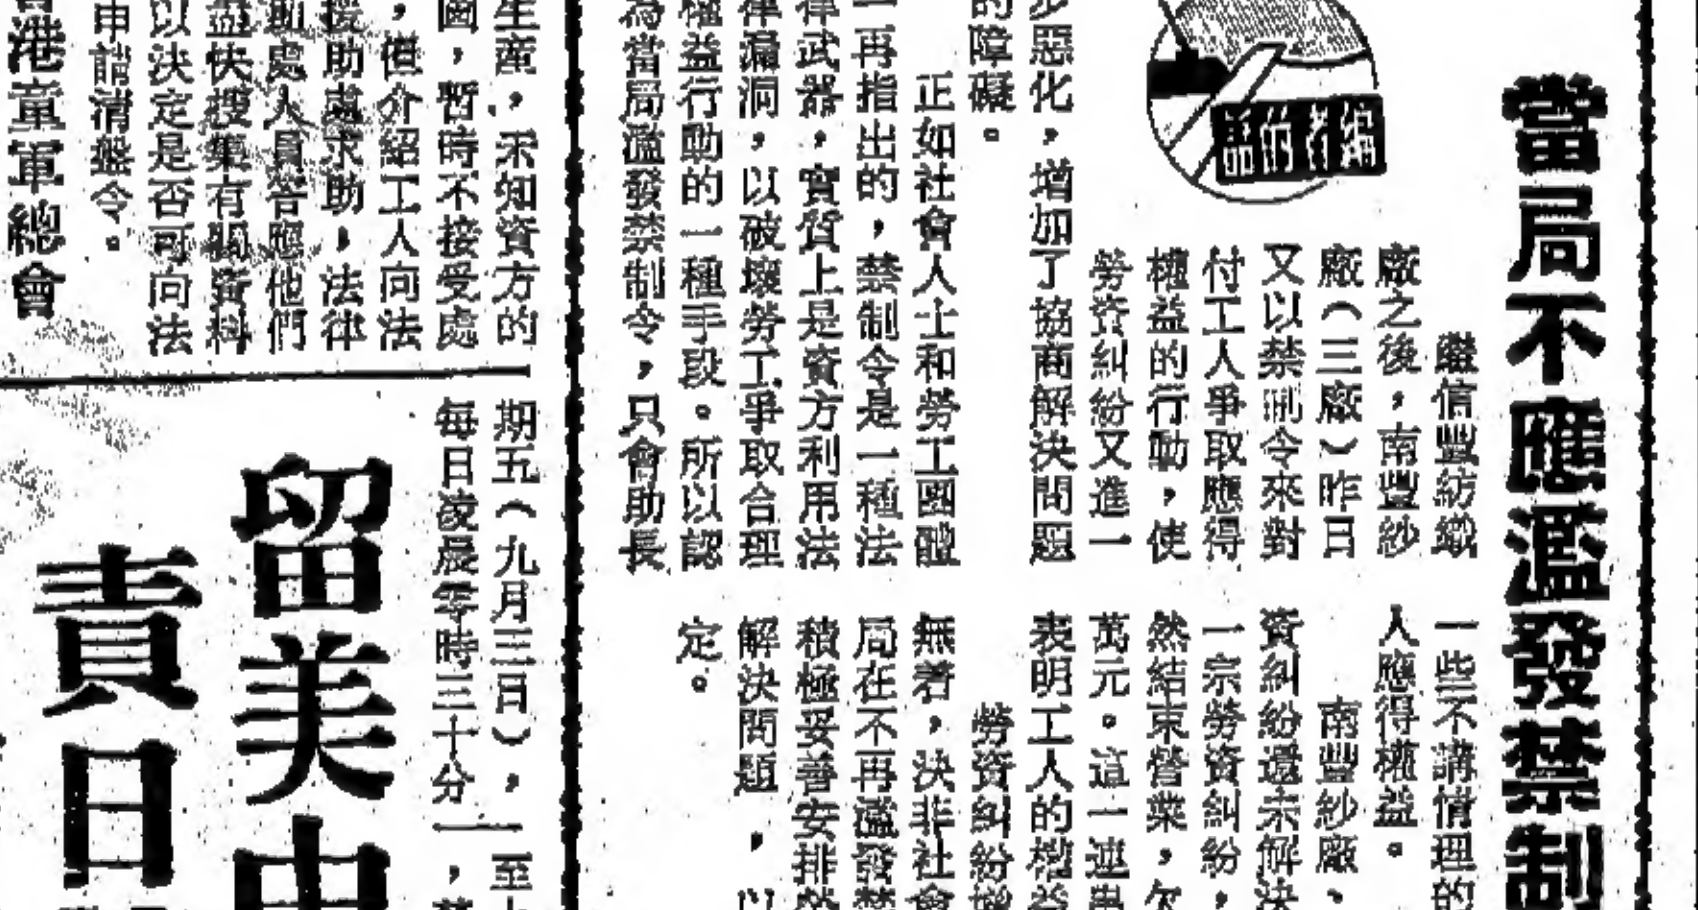 當局不應濫發禁制
編者的話
繼信豐紡織
廠之後，南豐紗
廠（三廠）昨日
又以禁制令來對
付工人爭取應得
權益的行動，使
勞資糾紛又進一
步惡化，增加了協商解決問題
的障礙。
正如社會人士和勞工團體
一再指出的，禁制令是一種法
律武器，實質上是資方利用法
律漏洞，以破壞勞工爭取合理
權益行動的一種手段。所以認
為當局濫發禁制令，只會助長
一些不講情理的
人應得權益。
南豐紗廠、
資糾紛還未解決
一宗勞資糾紛，
然結束營業，欠
萬元。這一連串
表明工人的權益
勞資糾紛增
無着，決非社會
局在不再濫發禁
積極妥善安排然
解決問題，以
定。
生產，未知資方的
圖，暫時不接受處
，但介紹工人向法
援助處求助，法律
助處人員答應他們
盡快搜集有關資料
以決定是否可向法
申請清盤令。
香港童軍總會
期五（九月三日），一至
每日凌晨零時三十分一，
留美
責日